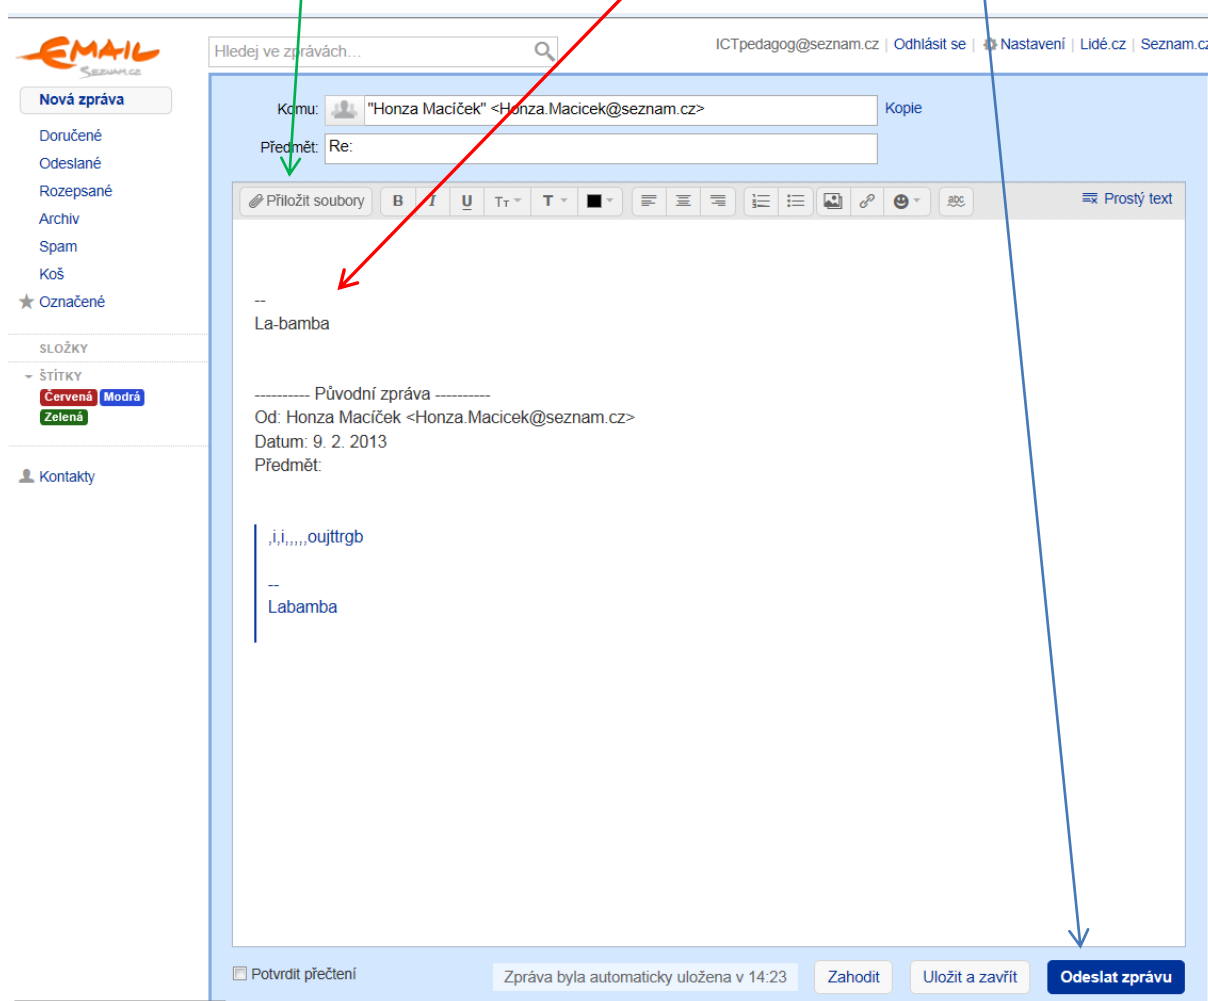 EMAIL
SEZNAM.CZ
Hledej ve zprávách...
ICTpedagog@seznam.cz | Odhlásit se | Nastavení | Lidé.cz | Seznam.cz
Nová zpráva
Doručené
Odeslané
Rozepsané
Archiv
Spam
Koš
Označené
SLOŽKY
ŠTÍTKY
Červená Modrá
Zelená
Kontakty
Komu: "Honza Macíček" <Honza.Macicek@seznam.cz> Kopie
Předmět: Re:
Přiložit soubory B I U TT T abc Prostý text
--
La-bamba
---------- Původní zpráva ----------
Od: Honza Macíček <Honza.Macicek@seznam.cz>
Datum: 9. 2. 2013
Předmět:
,i,i,,,,,oujttrgb
--
Labamba
Potvrdit přečtení Zpráva byla automaticky uložena v 14:23 Zahodit Uložit a zavřít Odeslat zprávu